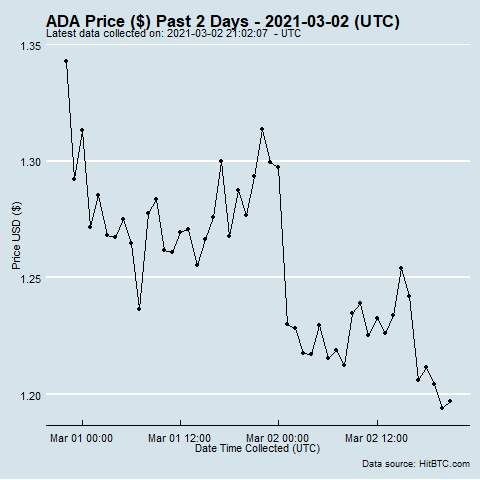 ADA Price ($) Past 2 Days - 2021-03-02 (UTC)
Latest data collected on: 2021-03-02 21:02:07 - UTC
1.35
1.30
1.25
1.20
Price USD ($)
Mar 01 00:00 Mar 01 12:00 Mar 02 00:00 Mar 02 12:00
Date Time Collected (UTC)
Data source: HitBTC.com